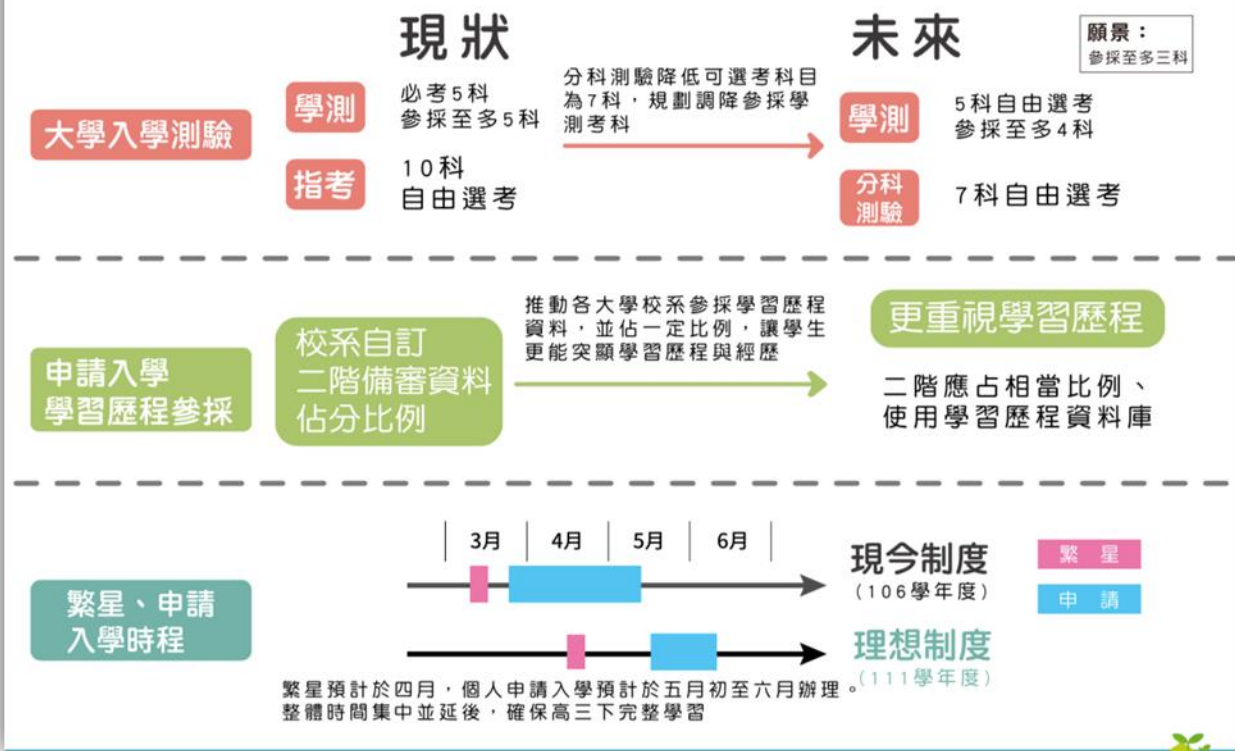 現狀
未來
願景：
參採至多三科
大學入學測驗
學測
必考5科
參採至多5科
指考
10科
自由選考
分科測驗降低可選考科目
為7科，規劃調降參採學
測考科
學測
5科自由選考
參採至多4科
分科
測驗
7科自由選考
申請入學
學習歷程參採
校系自訂
二階備審資料
佔分比例
推動各大學校系參採學習歷程
資料，並佔一定比例，讓學生
更能突顯學習歷程與經歷
更重視學習歷程
二階應占相當比例、
使用學習歷程資料庫
繁星、申請
入學時程
3月 4月 5月 6月
現今制度
(106學年度)
繁 星
申 請
理想制度
(111學年度)
繁星預計於四月，個人申請入學預計於五月初至六月辦理。
整體時間集中並延後，確保高三下完整學習